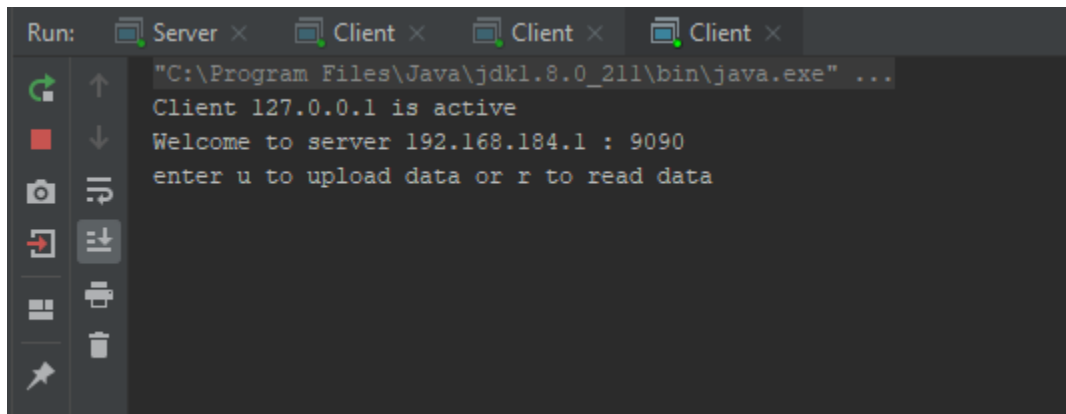 Run: Server Client Client Client
"C:\Program Files\Java\jdk1.8.0_211\bin\java.exe" ...
Client 127.0.0.1 is active
Welcome to server 192.168.184.1 : 9090
enter u to upload data or r to read data